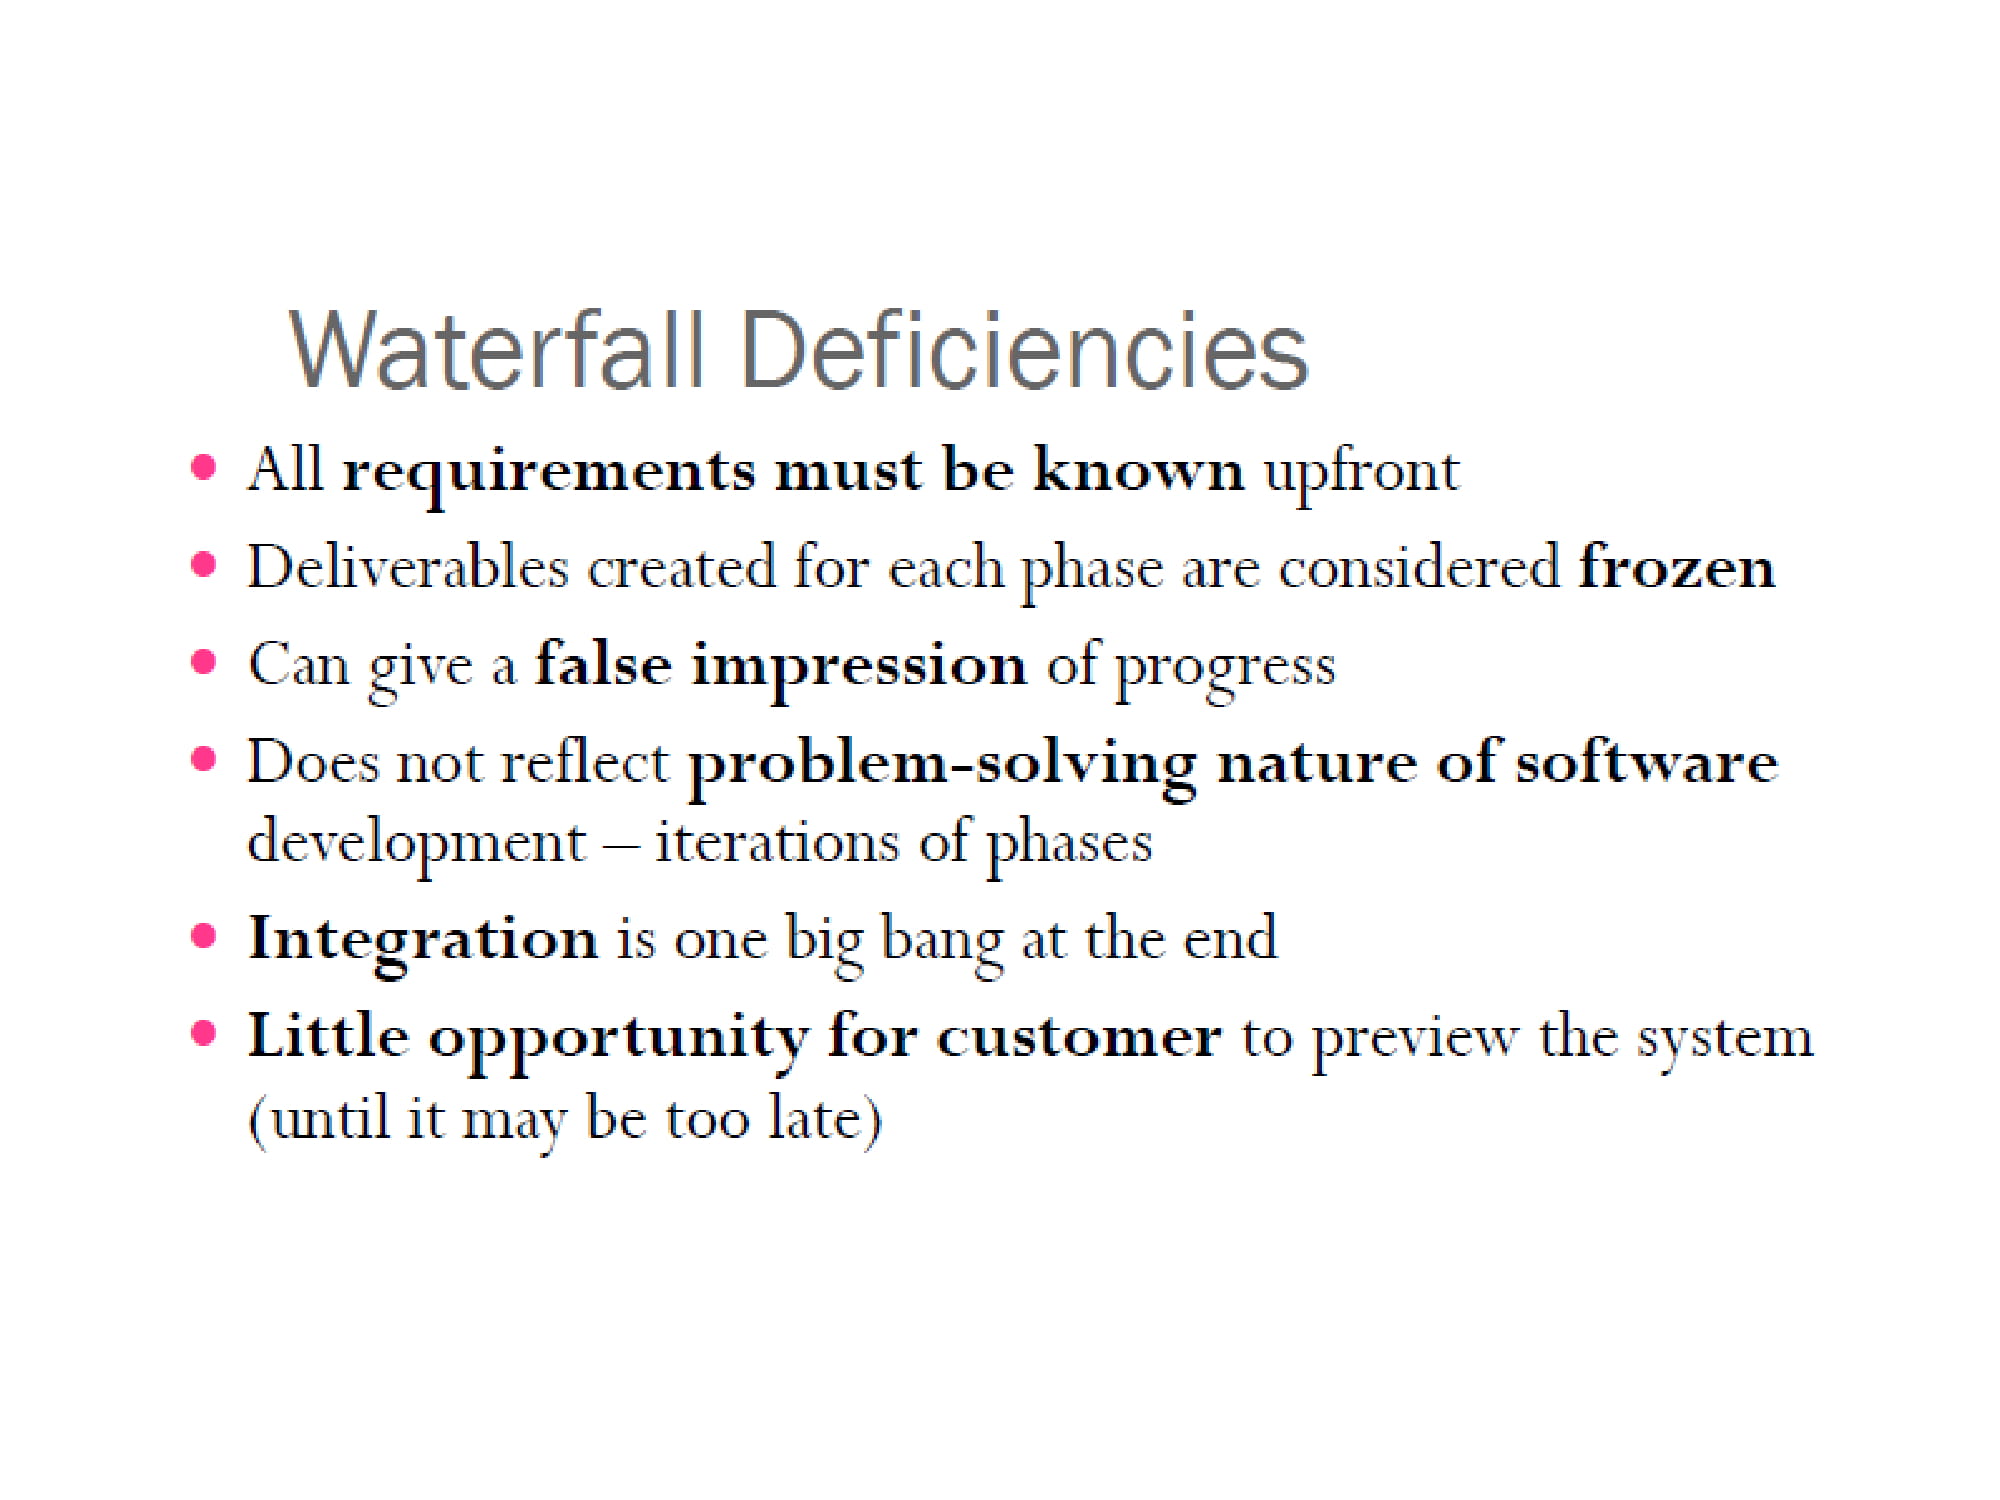 Waterfall Deficiencies
• All requirements must be known upfront
• Deliverables created for each phase are considered frozen
• Can give a false impression of progress
• Does not reflect problem-solving nature of software
development – iterations of phases
• Integration is one big bang at the end
• Little opportunity for customer to preview the system
(until it may be too late)